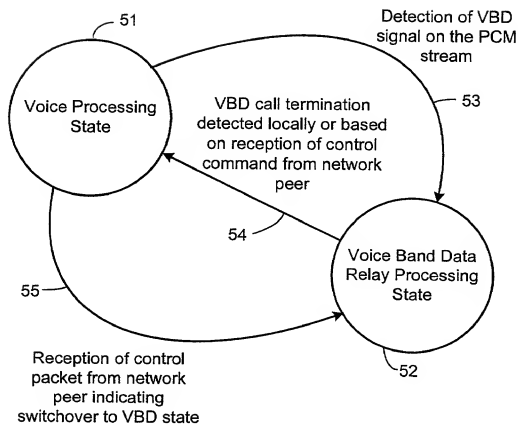 51
Detection of VBD
signal on the PCM
stream
53
Voice Processing
State
VBD call termination
detected locally or based
on reception of control
command from network
peer
54
Voice Band Data
Relay Processing
State
55
52
Reception of control
packet from network
peer indicating
switchover to VBD state